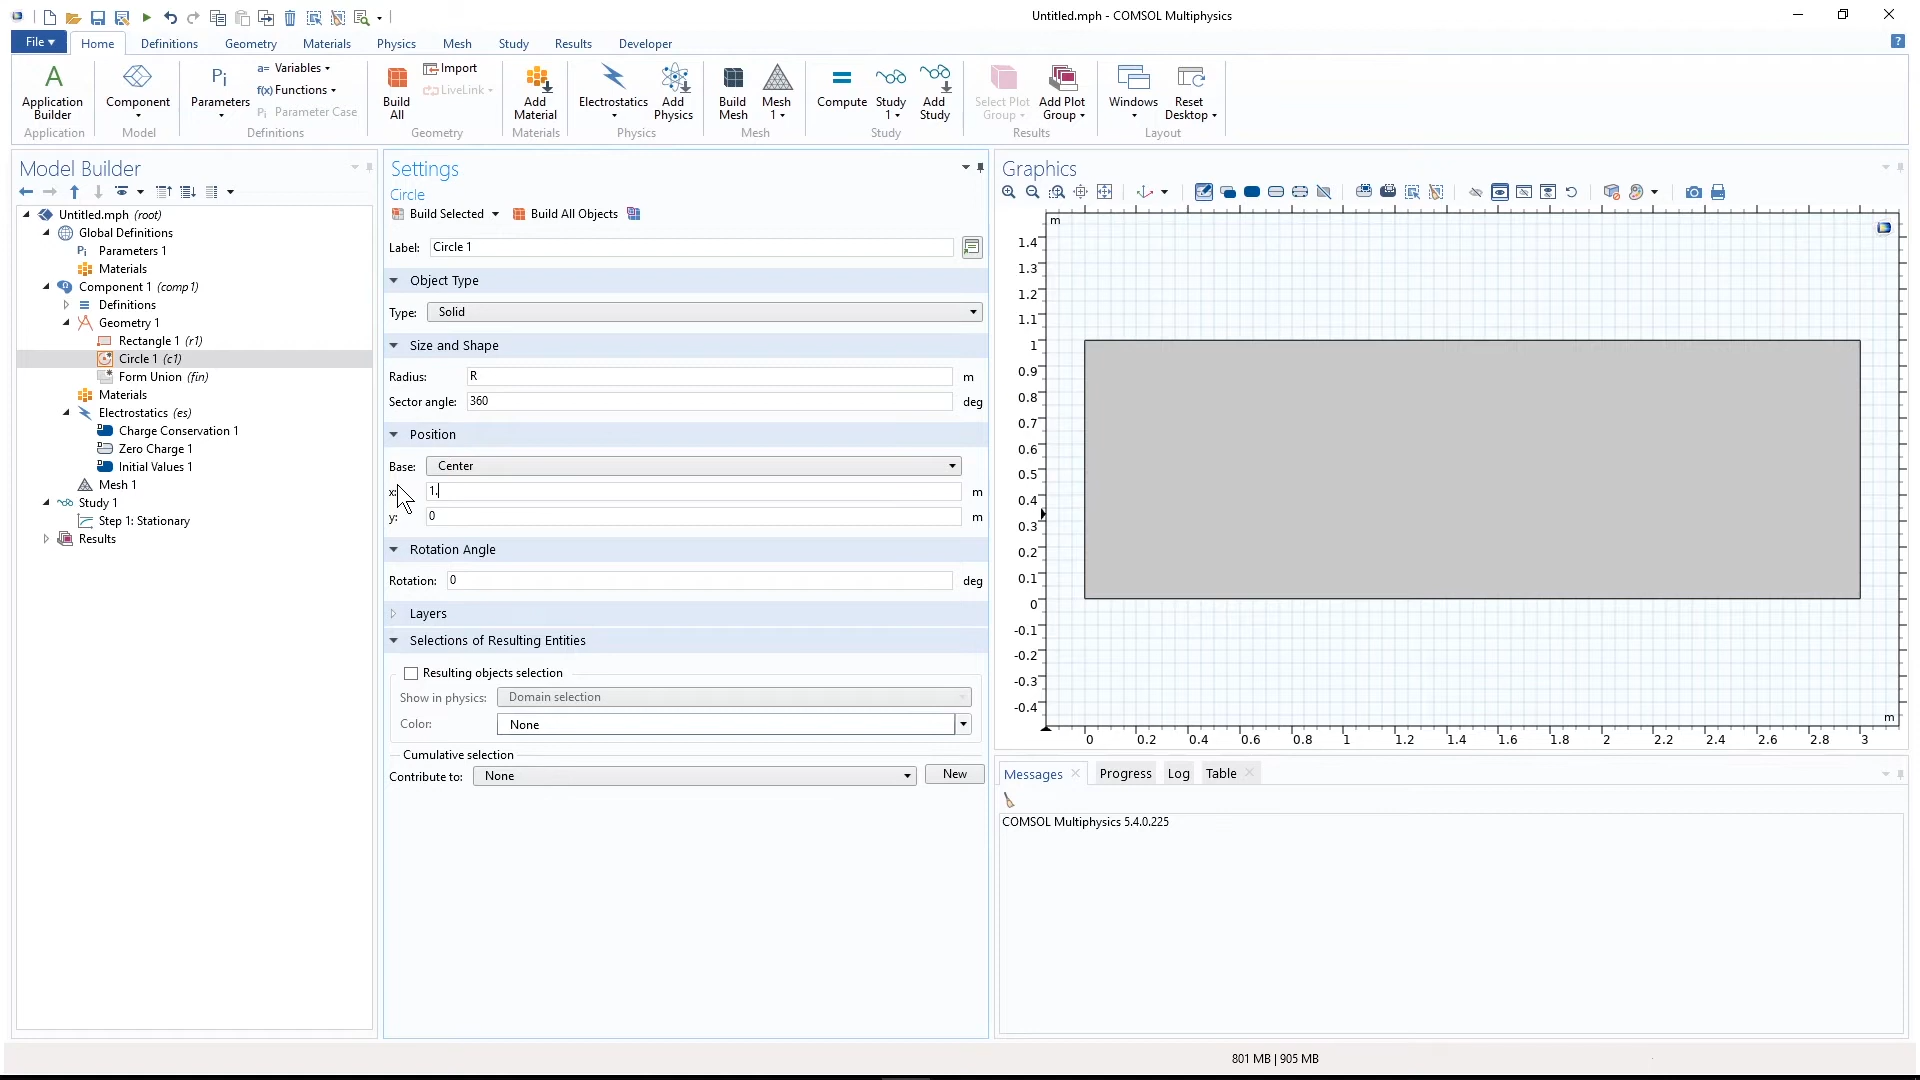 Untitled.mph - COMSOL Multiphysics
File
Home
Definitions
Geometry
Materials
Physics
Mesh
Study
Results
Developer
?
A
Application
Builder
Application
Component
Model
Pi
Parameters
a= Variables
f(x) Functions
Pi Parameter Case
Definitions
Build
All
Import
LiveLink
Geometry
Add
Material
Materials
Electrostatics
Add
Physics
Physics
Build
Mesh
Mesh
1
Mesh
Compute
Study
1
Add
Study
Study
Select Plot
Group
Add Plot
Group
Results
Windows
Reset
Desktop
Layout
Model Builder
Untitled.mph (root)
Global Definitions
Pi Parameters 1
Materials
Component 1 (comp1)
Definitions
Geometry 1
Rectangle 1 (r1)
Circle 1 (c1)
Form Union (fin)
Materials
Electrostatics (es)
Charge Conservation 1
Zero Charge 1
Initial Values 1
Mesh 1
Study 1
Step 1: Stationary
Results
Settings
Circle
Build Selected
Build All Objects
Label: Circle 1
Object Type
Type: Solid
Size and Shape
Radius: R m
Sector angle: 360 deg
Position
Base: Center
x: 1. m
y: 0 m
Rotation Angle
Rotation: 0 deg
Layers
Selections of Resulting Entities
Resulting objects selection
Show in physics: Domain selection
Color: None
Cumulative selection
Contribute to: None New
Graphics
m
1.4
1.3
1.2
1.1
1
0.9
0.8
0.7
0.6
0.5
0.4
0.3
0.2
0.1
0
-0.1
-0.2
-0.3
-0.4
m
0 0.2 0.4 0.6 0.8 1 1.2 1.4 1.6 1.8 2 2.2 2.4 2.6 2.8 3
Messages
Progress
Log
Table
COMSOL Multiphysics 5.4.0.225
801 MB | 905 MB